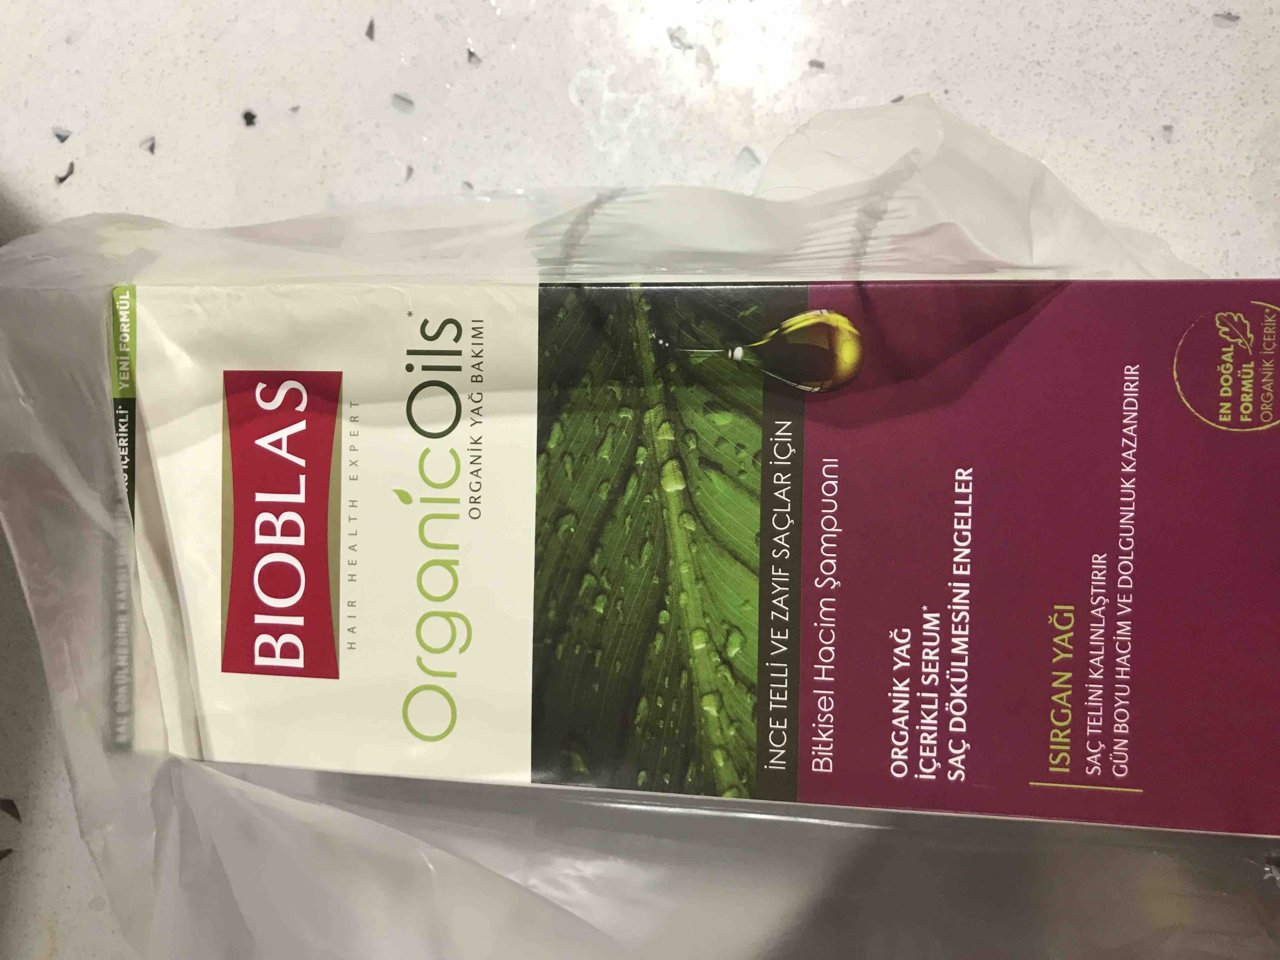 İÇERİKLİ* YENİ FORMÜL
BIOBLAS
HAIR HEALTH EXPERT
OrganicOils*
ORGANİK YAĞ BAKIMI
İNCE TELLİ VE ZAYIF SAÇLAR İÇİN
Bitkisel Hacim Şampuanı
ORGANİK YAĞ
İÇERİKLİ SERUM*
SAÇ DÖKÜLMESİNİ ENGELLER
ISIRGAN YAĞI
SAÇ TELİNİ KALINLAŞTIRIR
GÜN BOYU HACİM VE DOLGUNLUK KAZANDIRIR
EN DOĞAL
FORMÜL
ORGANİK İÇERİK*